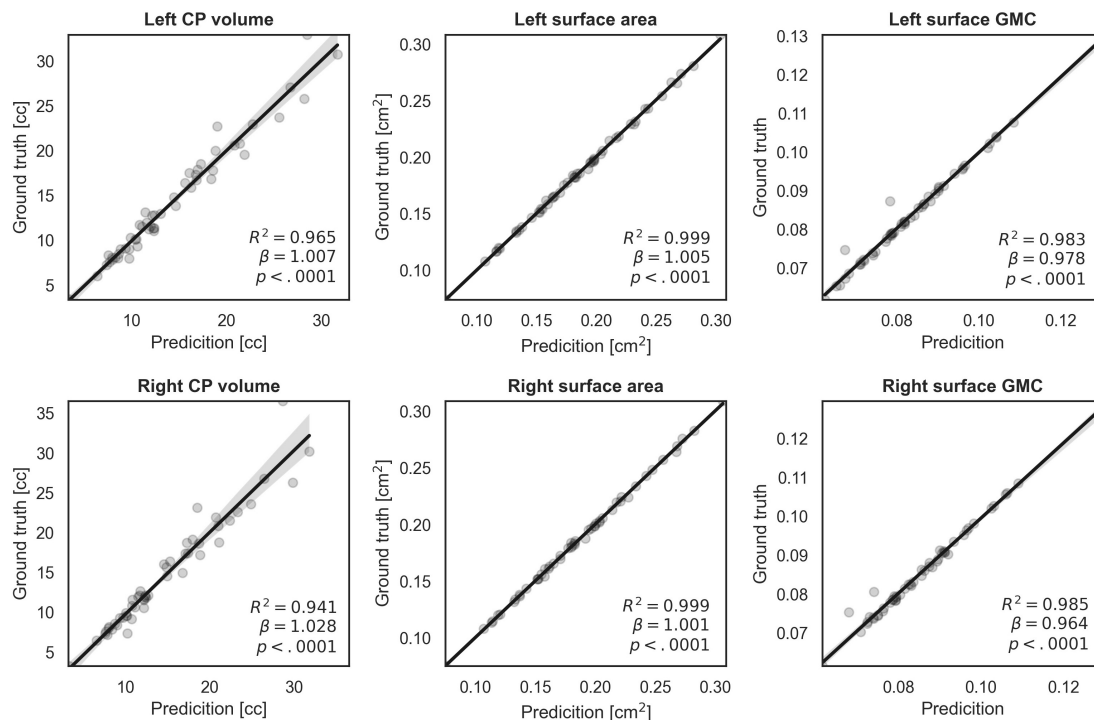 Left CP volume
Ground truth [cc]
30
25
20
15
10
5
R² = 0.965
β = 1.007
p < .0001
10 20 30
Predicition [cc]
Left surface area
Ground truth [cm²]
0.30
0.25
0.20
0.15
0.10
R² = 0.999
β = 1.005
p < .0001
0.10 0.15 0.20 0.25 0.30
Predicition [cm²]
Left surface GMC
Ground truth
0.13
0.12
0.11
0.10
0.09
0.08
0.07
R² = 0.983
β = 0.978
p < .0001
0.08 0.10 0.12
Predicition
Right CP volume
Ground truth [cc]
35
30
25
20
15
10
5
R² = 0.941
β = 1.028
p < .0001
10 20 30
Predicition [cc]
Right surface area
Ground truth [cm²]
0.30
0.25
0.20
0.15
0.10
R² = 0.999
β = 1.001
p < .0001
0.10 0.15 0.20 0.25 0.30
Predicition [cm²]
Right surface GMC
Ground truth
0.12
0.11
0.10
0.09
0.08
0.07
R² = 0.985
β = 0.964
p < .0001
0.08 0.10 0.12
Predicition